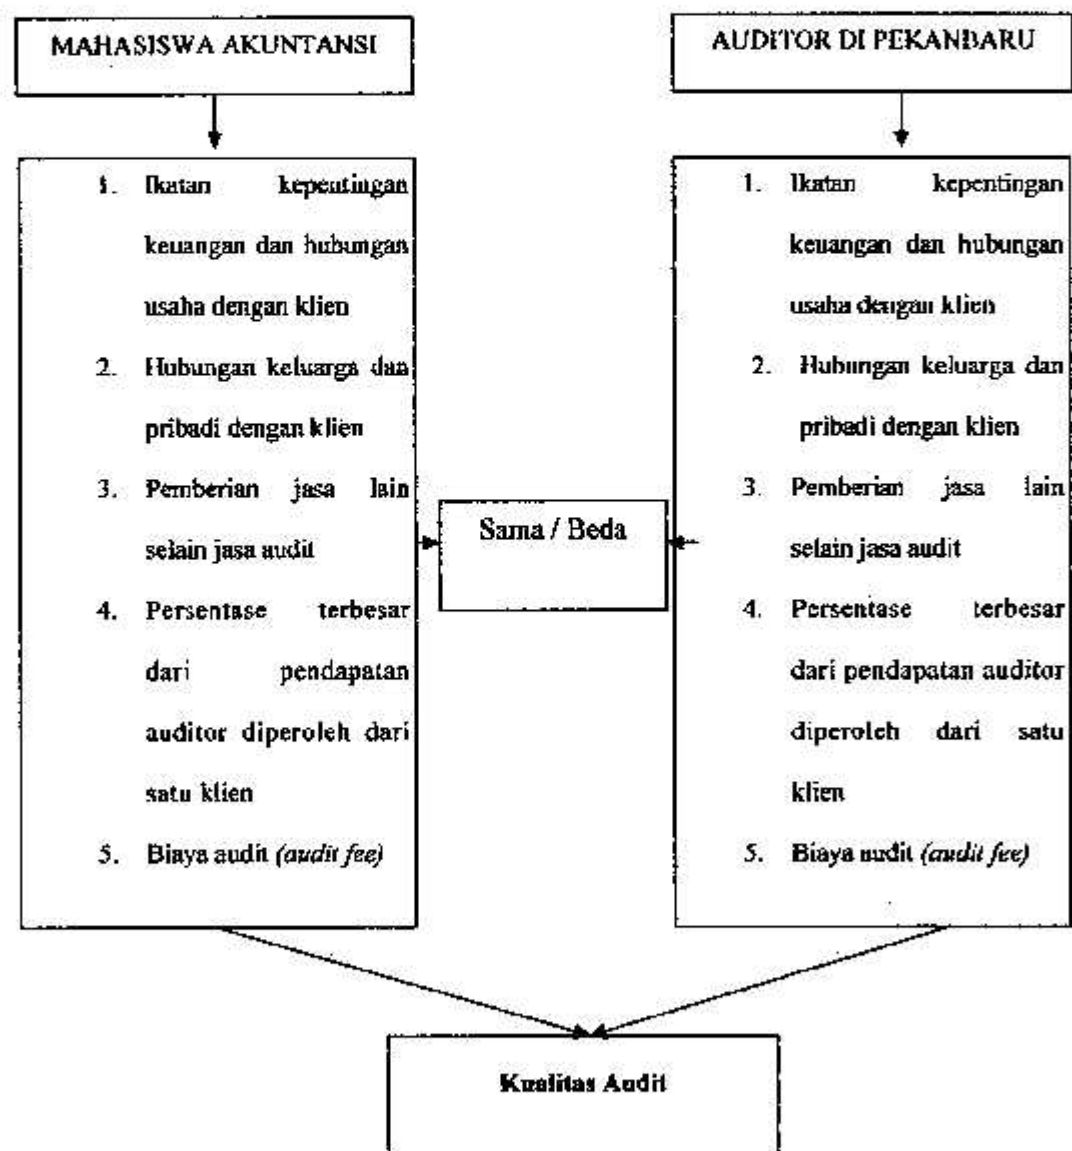 MAHASISWA AKUNTANSI
1. Ikatan kepentingan
keuangan dan hubungan
usaha dengan klien
2. Hubungan keluarga dan
pribadi dengan klien
3. Pemberian jasa lain
selain jasa audit
4. Persentase terbesar
dari pendapatan
auditor diperoleh dari
satu klien
5. Biaya audit (audit fee)
Sama / Beda
AUDITOR DI PEKANBARU
1. Ikatan kepentingan
keuangan dan hubungan
usaha dengan klien
2. Hubungan keluarga dan
pribadi dengan klien
3. Pemberian jasa lain
selain jasa audit
4. Persentase terbesar
dari pendapatan auditor
diperoleh dari satu
klien
5. Biaya audit (audit fee)
Kualitas Audit